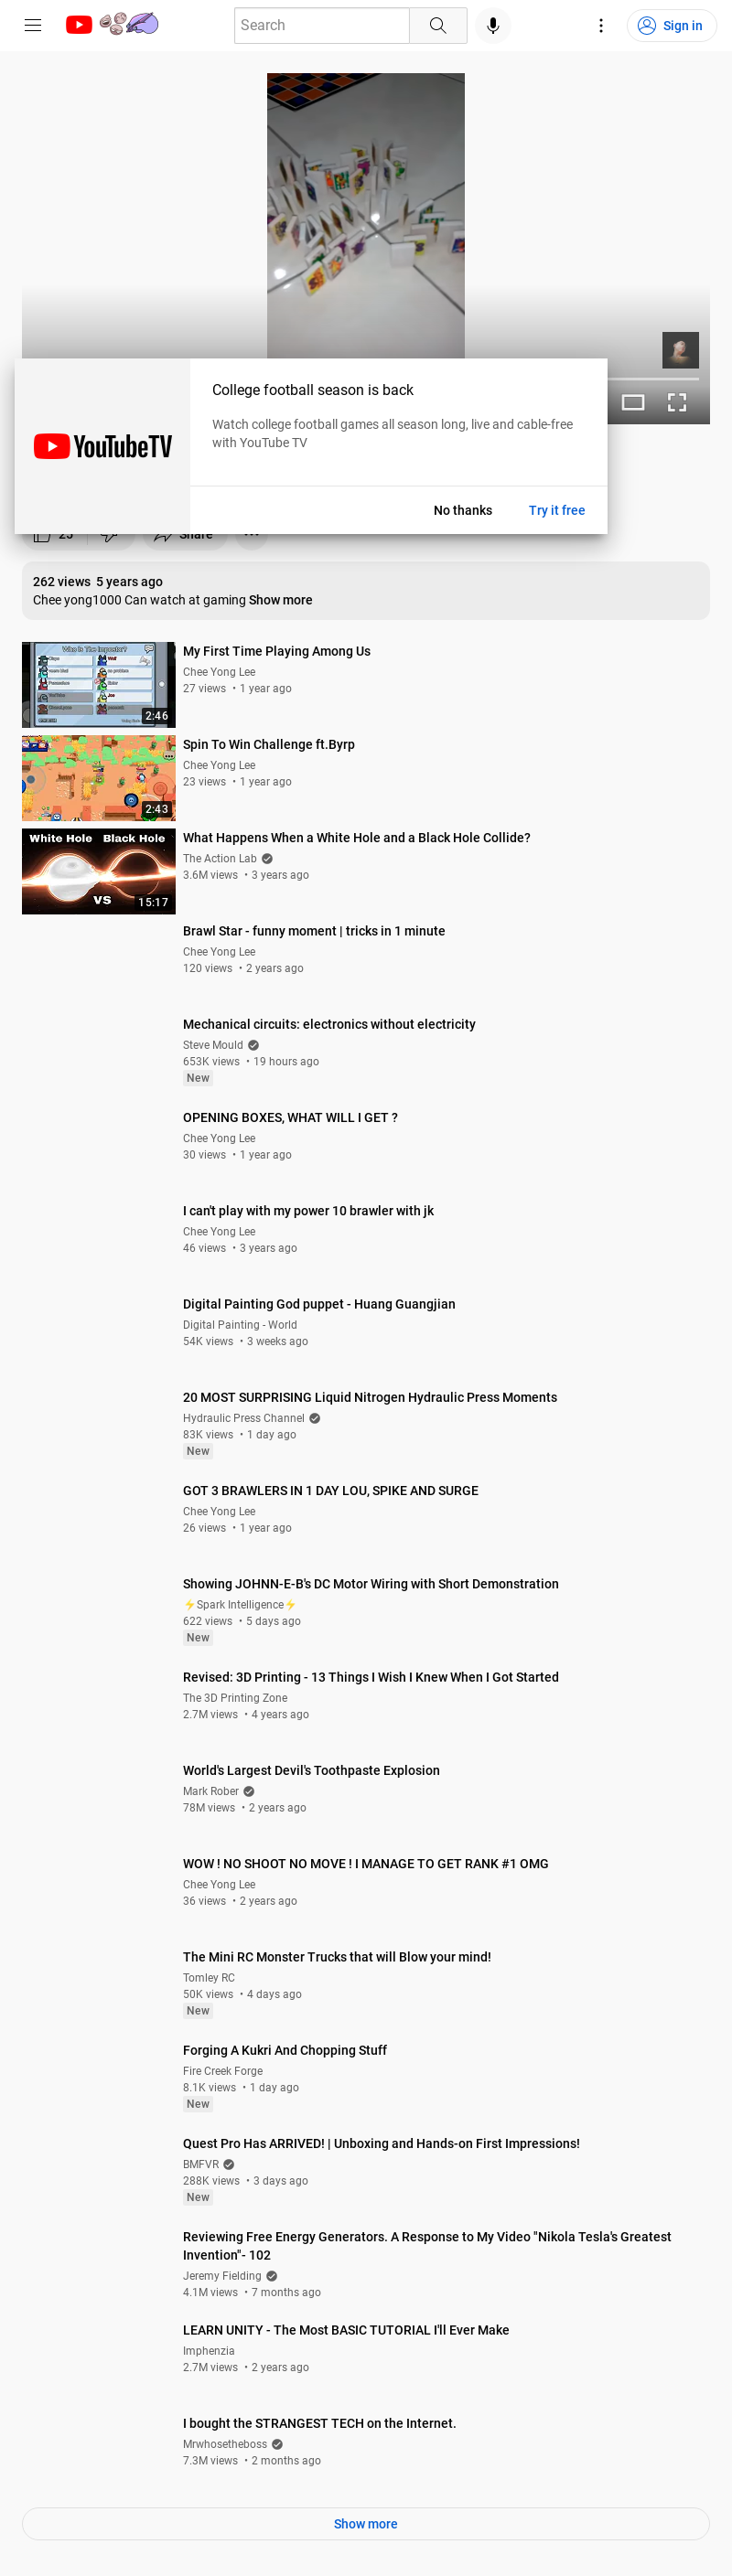 Search
Sign in
College football season is back
Watch college football games all season long, live and cable-free
with YouTube TV
YouTubeTV
No thanks
Try it free
25
Share
262 views 5 years ago
Chee yong1000 Can watch at gaming Show more
Who Is The Impostor?
2:46
My First Time Playing Among Us
Chee Yong Lee
27 views • 1 year ago
2:43
Spin To Win Challenge ft.Byrp
Chee Yong Lee
23 views • 1 year ago
White Hole Black Hole
VS
15:17
What Happens When a White Hole and a Black Hole Collide?
The Action Lab
3.6M views • 3 years ago
Brawl Star - funny moment | tricks in 1 minute
Chee Yong Lee
120 views • 2 years ago
Mechanical circuits: electronics without electricity
Steve Mould
653K views • 19 hours ago
New
OPENING BOXES, WHAT WILL I GET ?
Chee Yong Lee
30 views • 1 year ago
I can't play with my power 10 brawler with jk
Chee Yong Lee
46 views • 3 years ago
Digital Painting God puppet - Huang Guangjian
Digital Painting - World
54K views • 3 weeks ago
20 MOST SURPRISING Liquid Nitrogen Hydraulic Press Moments
Hydraulic Press Channel
83K views • 1 day ago
New
GOT 3 BRAWLERS IN 1 DAY LOU, SPIKE AND SURGE
Chee Yong Lee
26 views • 1 year ago
Showing JOHNN-E-B's DC Motor Wiring with Short Demonstration
⚡Spark Intelligence⚡
622 views • 5 days ago
New
Revised: 3D Printing - 13 Things I Wish I Knew When I Got Started
The 3D Printing Zone
2.7M views • 4 years ago
World's Largest Devil's Toothpaste Explosion
Mark Rober
78M views • 2 years ago
WOW ! NO SHOOT NO MOVE ! I MANAGE TO GET RANK #1 OMG
Chee Yong Lee
36 views • 2 years ago
The Mini RC Monster Trucks that will Blow your mind!
Tomley RC
50K views • 4 days ago
New
Forging A Kukri And Chopping Stuff
Fire Creek Forge
8.1K views • 1 day ago
New
Quest Pro Has ARRIVED! | Unboxing and Hands-on First Impressions!
BMFVR
288K views • 3 days ago
New
Reviewing Free Energy Generators. A Response to My Video "Nikola Tesla's Greatest
Invention"- 102
Jeremy Fielding
4.1M views • 7 months ago
LEARN UNITY - The Most BASIC TUTORIAL I'll Ever Make
Imphenzia
2.7M views • 2 years ago
I bought the STRANGEST TECH on the Internet.
Mrwhosetheboss
7.3M views • 2 months ago
Show more